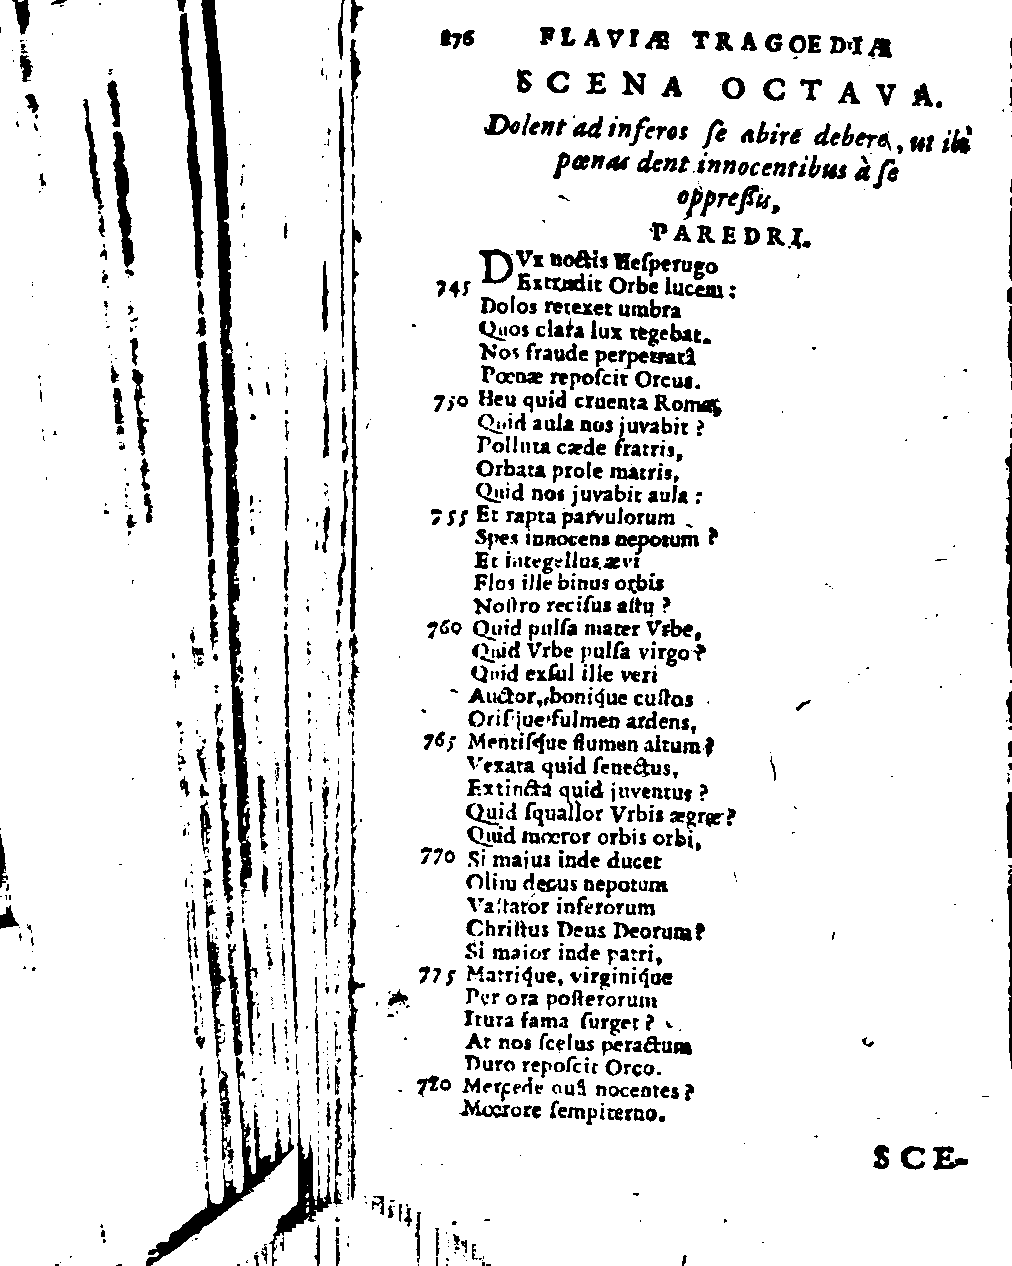 276 FLAVIÆ TRAGOEDIÆ
SCENA OCTAVA.
Dolent ad inferos ſe abire debere, ut ibi
pœnas dent innocentibus à ſe
oppreſſis,
PAREDRI.
DVx noctis Heſperugo
745 Extrudit Orbe lucem:
Dolos retexet umbra
Quos clara lux tegebat.
Nos fraude perpetratâ
Pœnæ repoſcit Orcus.
750 Heu quid cruenta Romæ,
Quid aula nos juvabit?
Polluta cæde fratris,
Orbata prole matris,
Quid nos juvabit aula:
755 Et rapta parvulorum
Spes innocens nepotum?
Et integellus ævi
Flos ille binus orbis
Noſtro reciſus aſtu?
760 Quid pulſa mater Vrbe,
Quid Vrbe pulſa virgo?
Quid exſul ille veri
Auctor, bonique cuſtos
Oriſque fulmen ardens,
765 Mentiſque flumen altum?
Vexata quid ſenectus,
Extincta quid juventus?
Quid ſquallor Vrbis ægræ?
Quid mœror orbis orbi,
770 Si maius inde ducet
Olim decus nepotum
Vaſtator inferorum
Chriſtus Deus Deorum?
Si maior inde patri,
775 Matrique, virginique
Per ora poſterorum
Itura fama ſurget?
At nos ſcelus peractum
Duro repoſcit Orco.
780 Mercede quâ nocentes?
Mœrore ſempiterno.
SCE-